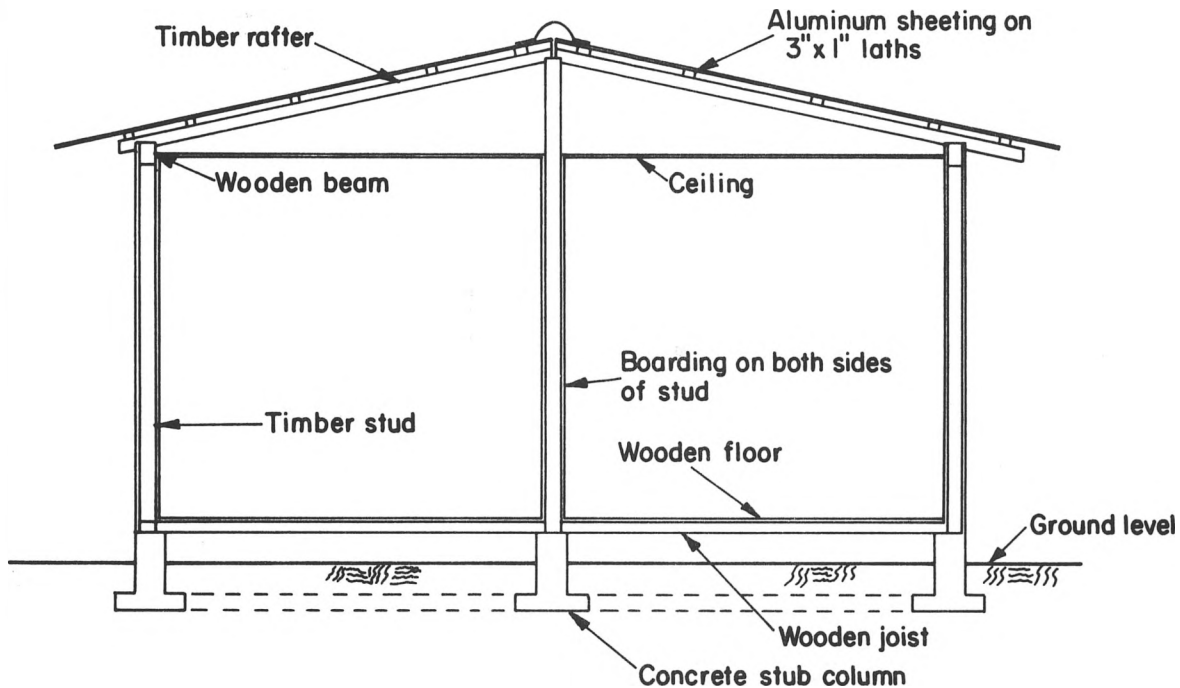 Timber rafter
Aluminum sheeting on
3"x1" laths
Wooden beam
Ceiling
Boarding on both sides
of stud
Timber stud
Wooden floor
Ground level
Wooden joist
Concrete stub column